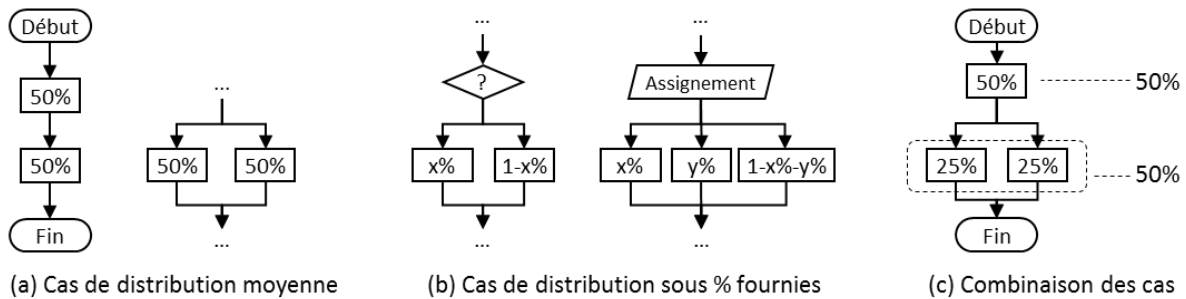 Début
50%
50%
Fin
...
50% 50%
...
(a) Cas de distribution moyenne
...
?
x% 1-x%
...
...
Assignement
x% y% 1-x%-y%
...
(b) Cas de distribution sous % fournies
Début
50% 50%
25% 25% 50%
Fin
(c) Combinaison des cas